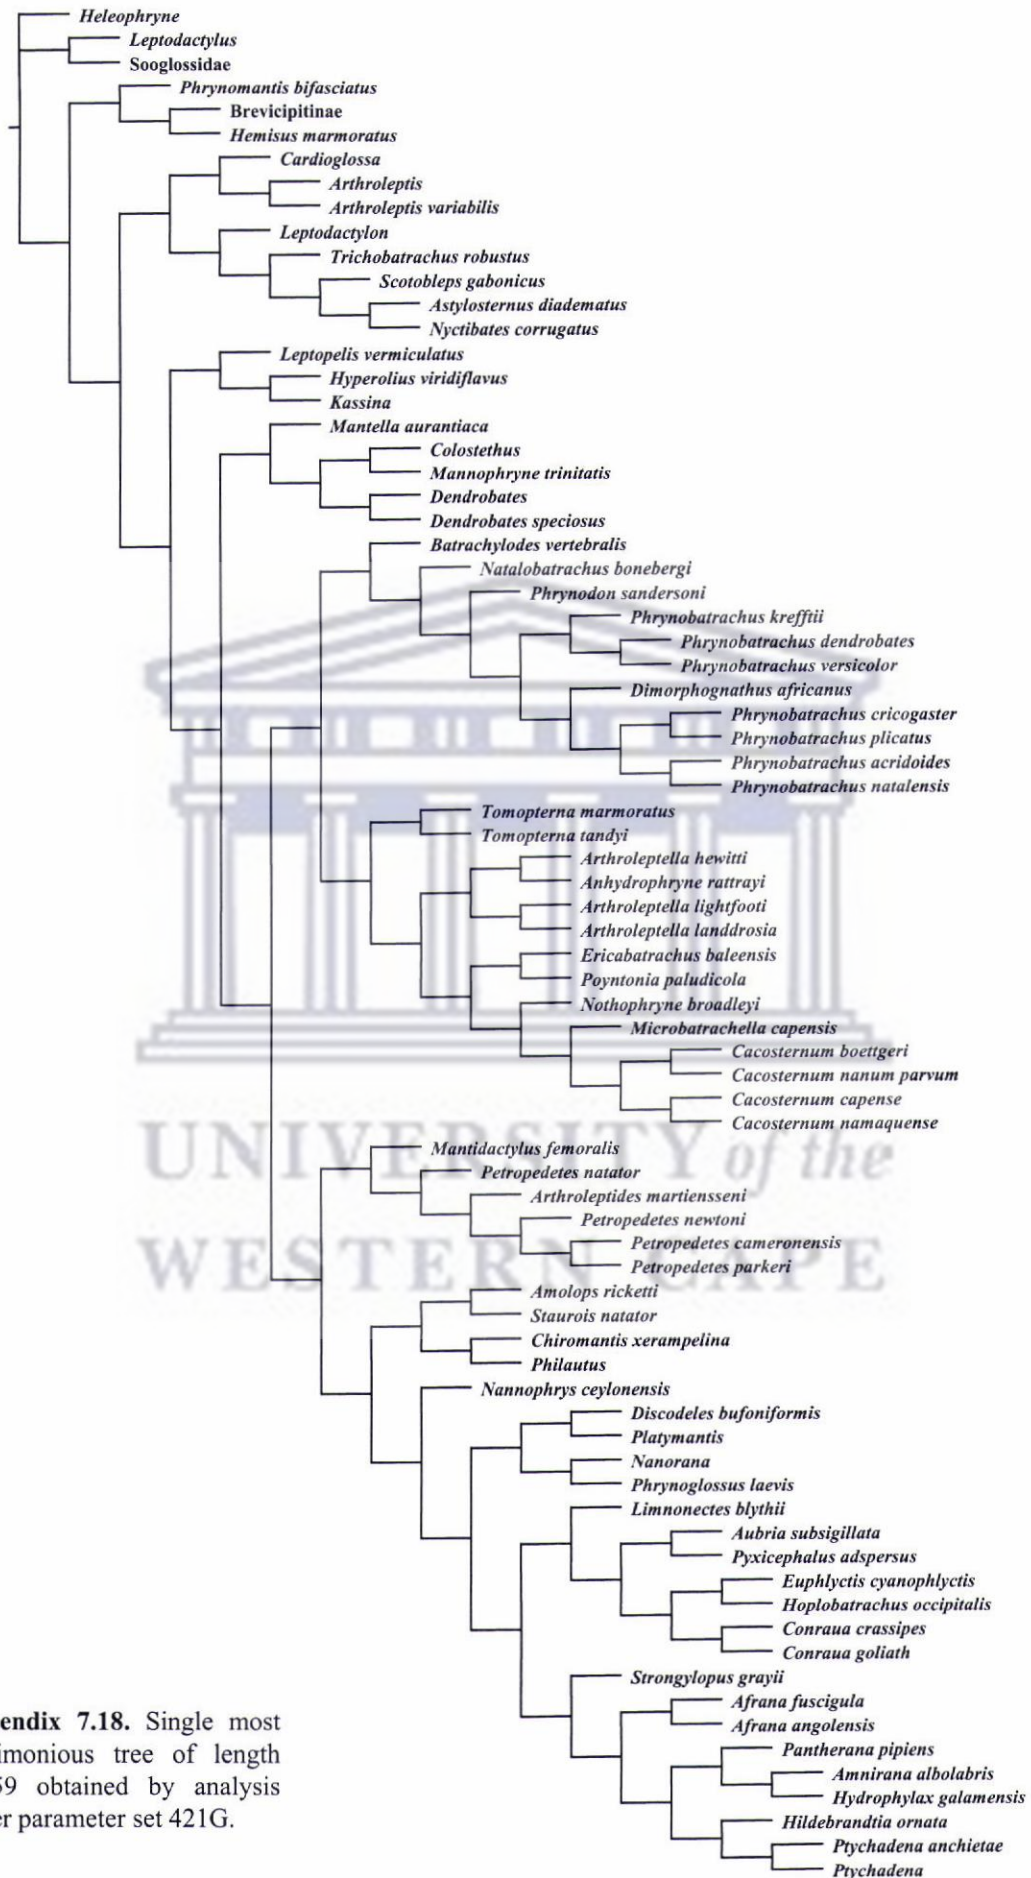 Heleophryne
Leptodactylus
Sooglossidae
Phrynomantis bifasciatus
Brevicipitinae
Hemisus marmoratus
Cardioglossa
Arthroleptis
Arthroleptis variabilis
Leptodactylon
Trichobatrachus robustus
Scotobleps gabonicus
Astylosternus diadematus
Nyctibates corrugatus
Leptopelis vermiculatus
Hyperolius viridiflavus
Kassina
Mantella aurantiaca
Colostethus
Mannophryne trinitatis
Dendrobates
Dendrobates speciosus
Batrachylodes vertebralis
Natalobatrachus bonebergi
Phrynodon sandersoni
Phrynobatrachus krefftii
Phrynobatrachus dendrobates
Phrynobatrachus versicolor
Dimorphognathus africanus
Phrynobatrachus cricogaster
Phrynobatrachus plicatus
Phrynobatrachus acridoides
Phrynobatrachus natalensis
Tomopterna marmoratus
Tomopterna tandyi
Arthroleptella hewitti
Anhydrophryne rattrayi
Arthroleptella lightfooti
Arthroleptella landdrosia
Ericabatrachus baleensis
Poyntonia paludicola
Nothophryne broadleyi
Microbatrachella capensis
Cacosternum boettgeri
Cacosternum nanum parvum
Cacosternum capense
Cacosternum namaquense
UNIVERSITY of the
WESTERN CAPE
Mantidactylus femoralis
Petropedetes natator
Arthroleptides martiensseni
Petropedetes newtoni
Petropedetes cameronensis
Petropedetes parkeri
Amolops ricketti
Staurois natator
Chiromantis xerampelina
Philautus
Nannophrys ceylonensis
Discodeles bufoniformis
Platymantis
Nanorana
Phrynoglossus laevis
Limnonectes blythii
Aubria subsigillata
Pyxicephalus adspersus
Euphlyctis cyanophlyctis
Hoplobatrachus occipitalis
Conraua crassipes
Conraua goliath
Strongylopus grayii
Afrana fuscigula
Afrana angolensis
Pantherana pipiens
Amnirana albolabris
Hydrophylax galamensis
Hildebrandtia ornata
Ptychadena anchietae
Ptychadena
endix 7.18. Single most
imonious tree of length
59 obtained by analysis
er parameter set 421G.